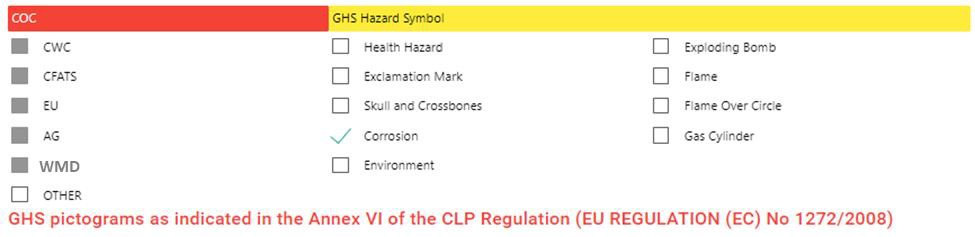 COC GHS Hazard Symbol
CWC Health Hazard Exploding Bomb
CFATS Exclamation Mark Flame
EU Skull and Crossbones Flame Over Circle
AG Corrosion Gas Cylinder
WMD Environment
OTHER
GHS pictograms as indicated in the Annex VI of the CLP Regulation (EU REGULATION (EC) No 1272/2008)